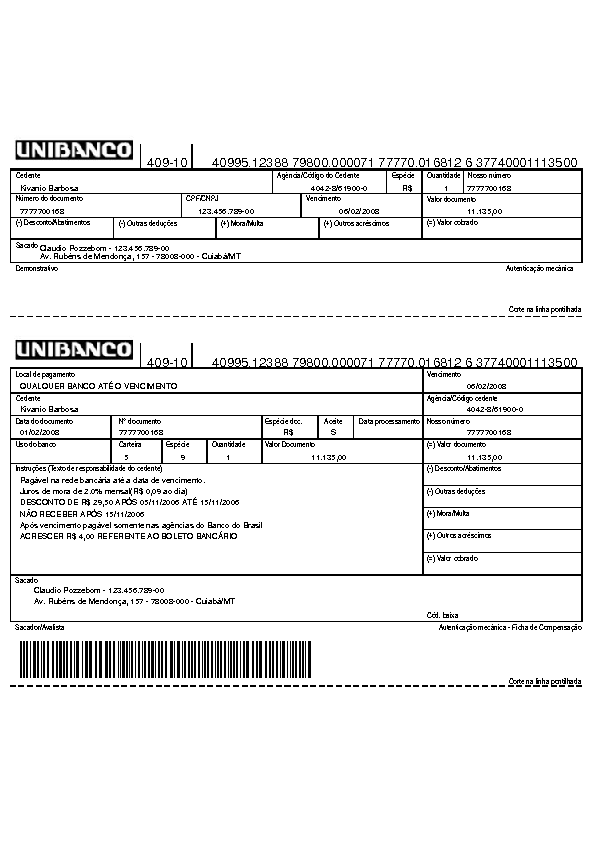 UNIBANCO 409-10 40995.12388 79800.000071 77770.016812 6 37740001113500
Cedente Agência/Código do Cedente Espécie Quantidade Nosso número
Kivanio Barbosa 4042-8/61900-0 R$ 1 7777700168
Número do documento CPF/CNPJ Vencimento Valor documento
7777700168 123.456.789-00 06/02/2008 11.135,00
(-) Desconto/Abatimentos (-) Outras deduções (+) Mora/Multa (+) Outros acréscimos (=) Valor cobrado
Sacado Claudio Pozzebom - 123.456.789-00
Av. Rubéns de Mendonça, 157 - 78008-000 - Cuiabá/MT
Demonstrativo Autenticação mecânica
Corte na linha pontilhada
UNIBANCO 409-10 40995.12388 79800.000071 77770.016812 6 37740001113500
Local de pagamento Vencimento
QUALQUER BANCO ATÉ O VENCIMENTO 06/02/2008
Cedente Agência/Código cedente
Kivanio Barbosa 4042-8/61900-0
Data do documento Nº documento Espécie doc. Aceite Data processamento Nosso número
01/02/2008 7777700168 R$ S 7777700168
Uso do banco Carteira Espécie Quantidade Valor Documento (=) Valor documento
5 9 1 11.135,00 11.135,00
Instruções (Texto de responsabilidade do cedente) (-) Desconto/Abatimentos
Pagável na rede bancária até a data de vencimento.
Juros de mora de 2.0% mensal(R$ 0,09 ao dia) (-) Outras deduções
DESCONTO DE R$ 29,50 APÓS 05/11/2006 ATÉ 15/11/2006
NÃO RECEBER APÓS 15/11/2006 (+) Mora/Multa
Após vencimento pagável somente nas agências do Banco do Brasil
ACRESCER R$ 4,00 REFERENTE AO BOLETO BANCÁRIO (+) Outros acréscimos
(=) Valor cobrado
Sacado
Claudio Pozzebom - 123.456.789-00
Av. Rubéns de Mendonça, 157 - 78008-000 - Cuiabá/MT
Cód. baixa
Sacador/Avalista Autenticação mecânica - Ficha de Compensação
Corte na linha pontilhada